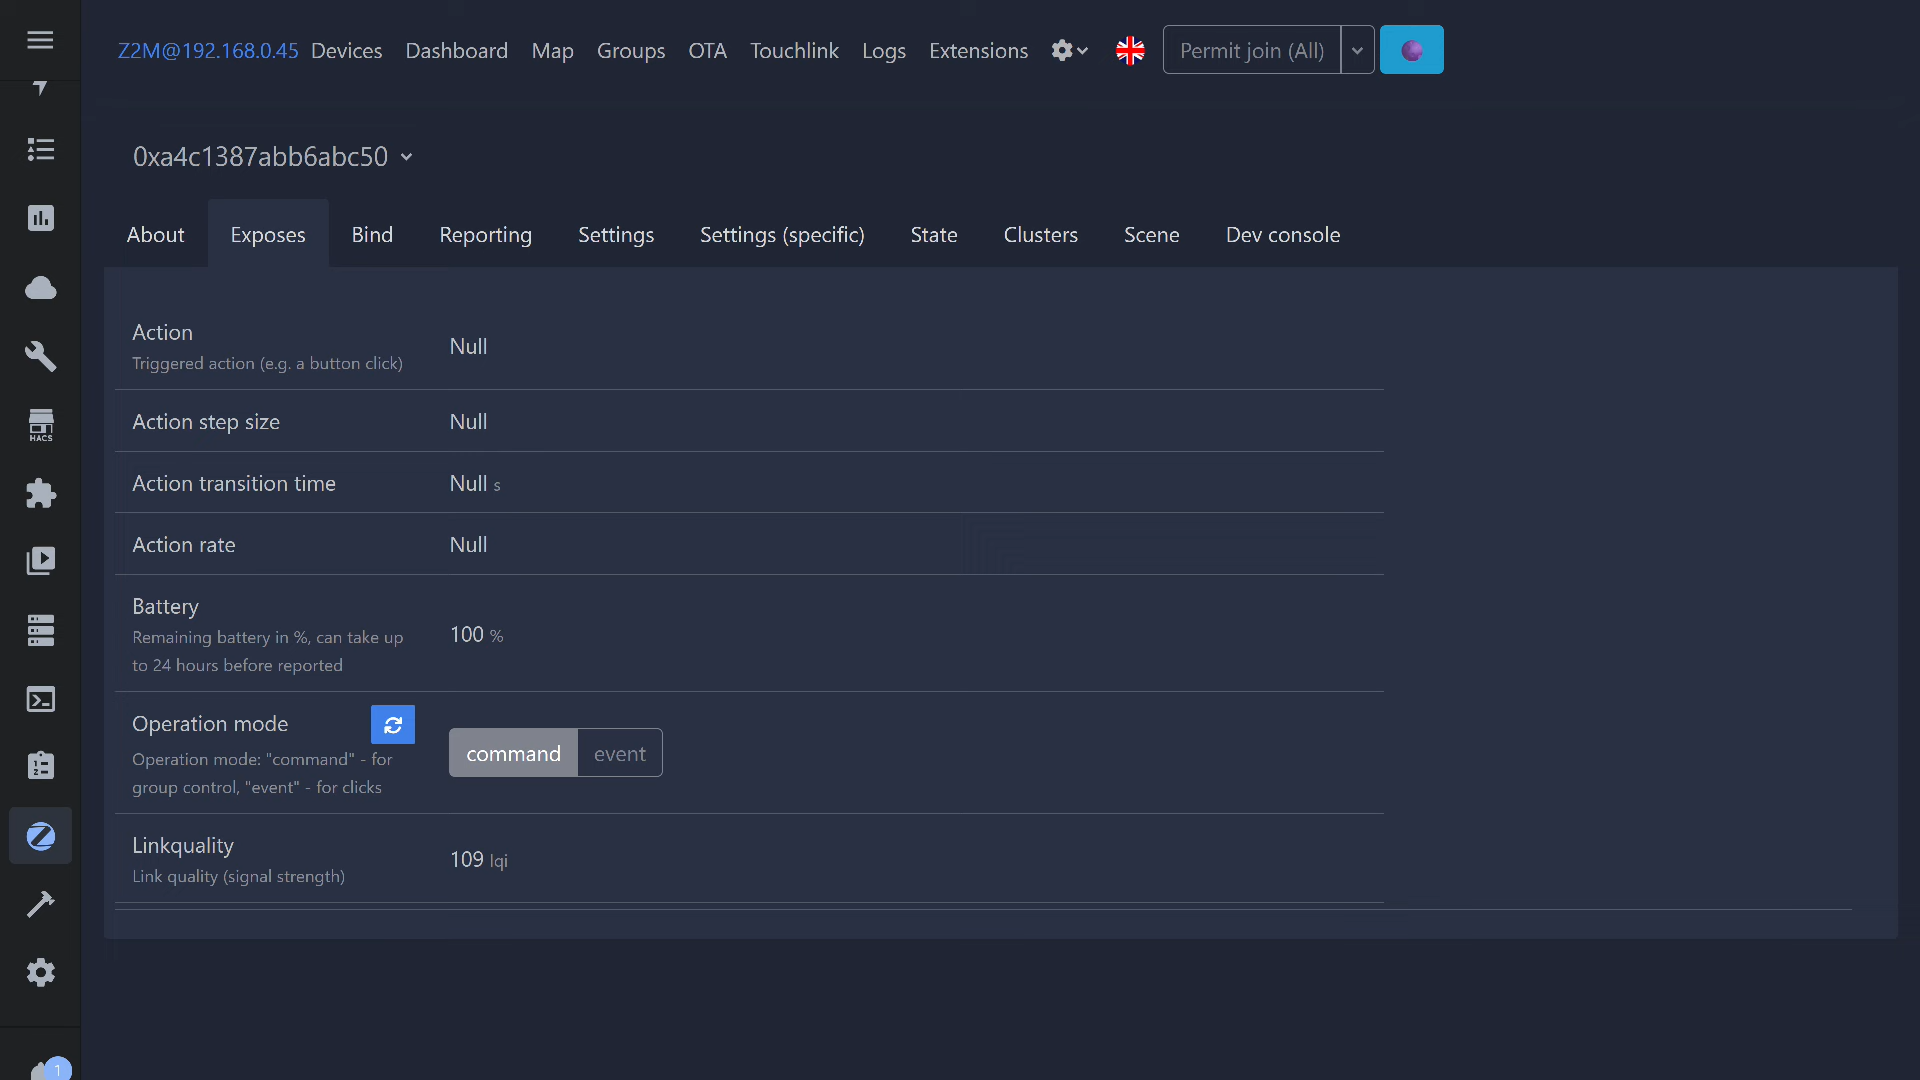 Z2M@192.168.0.45 Devices Dashboard Map Groups OTA Touchlink Logs Extensions Permit join (All)
0xa4c1387abb6abc50
About Exposes Bind Reporting Settings Settings (specific) State Clusters Scene Dev console
Action
Triggered action (e.g. a button click)
Null
Action step size Null
Action transition time Null s
Action rate Null
Battery
Remaining battery in %, can take up
to 24 hours before reported
100 %
Operation mode
Operation mode: "command" - for
group control, "event" - for clicks
command event
Linkquality
Link quality (signal strength)
109 lqi
HACS
1
2
1